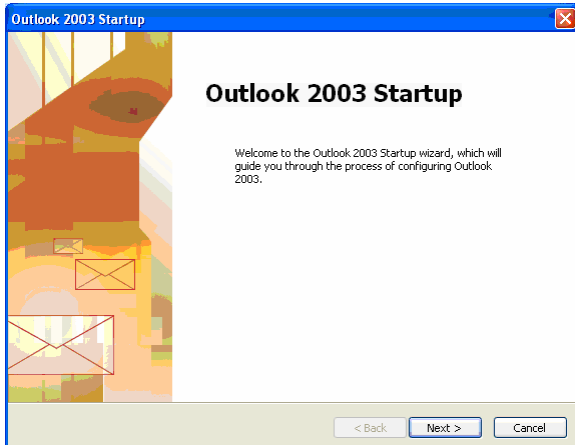 Outlook 2003 Startup
Outlook 2003 Startup
Welcome to the Outlook 2003 Startup wizard, which will
guide you through the process of configuring Outlook
2003.
< Back Next > Cancel